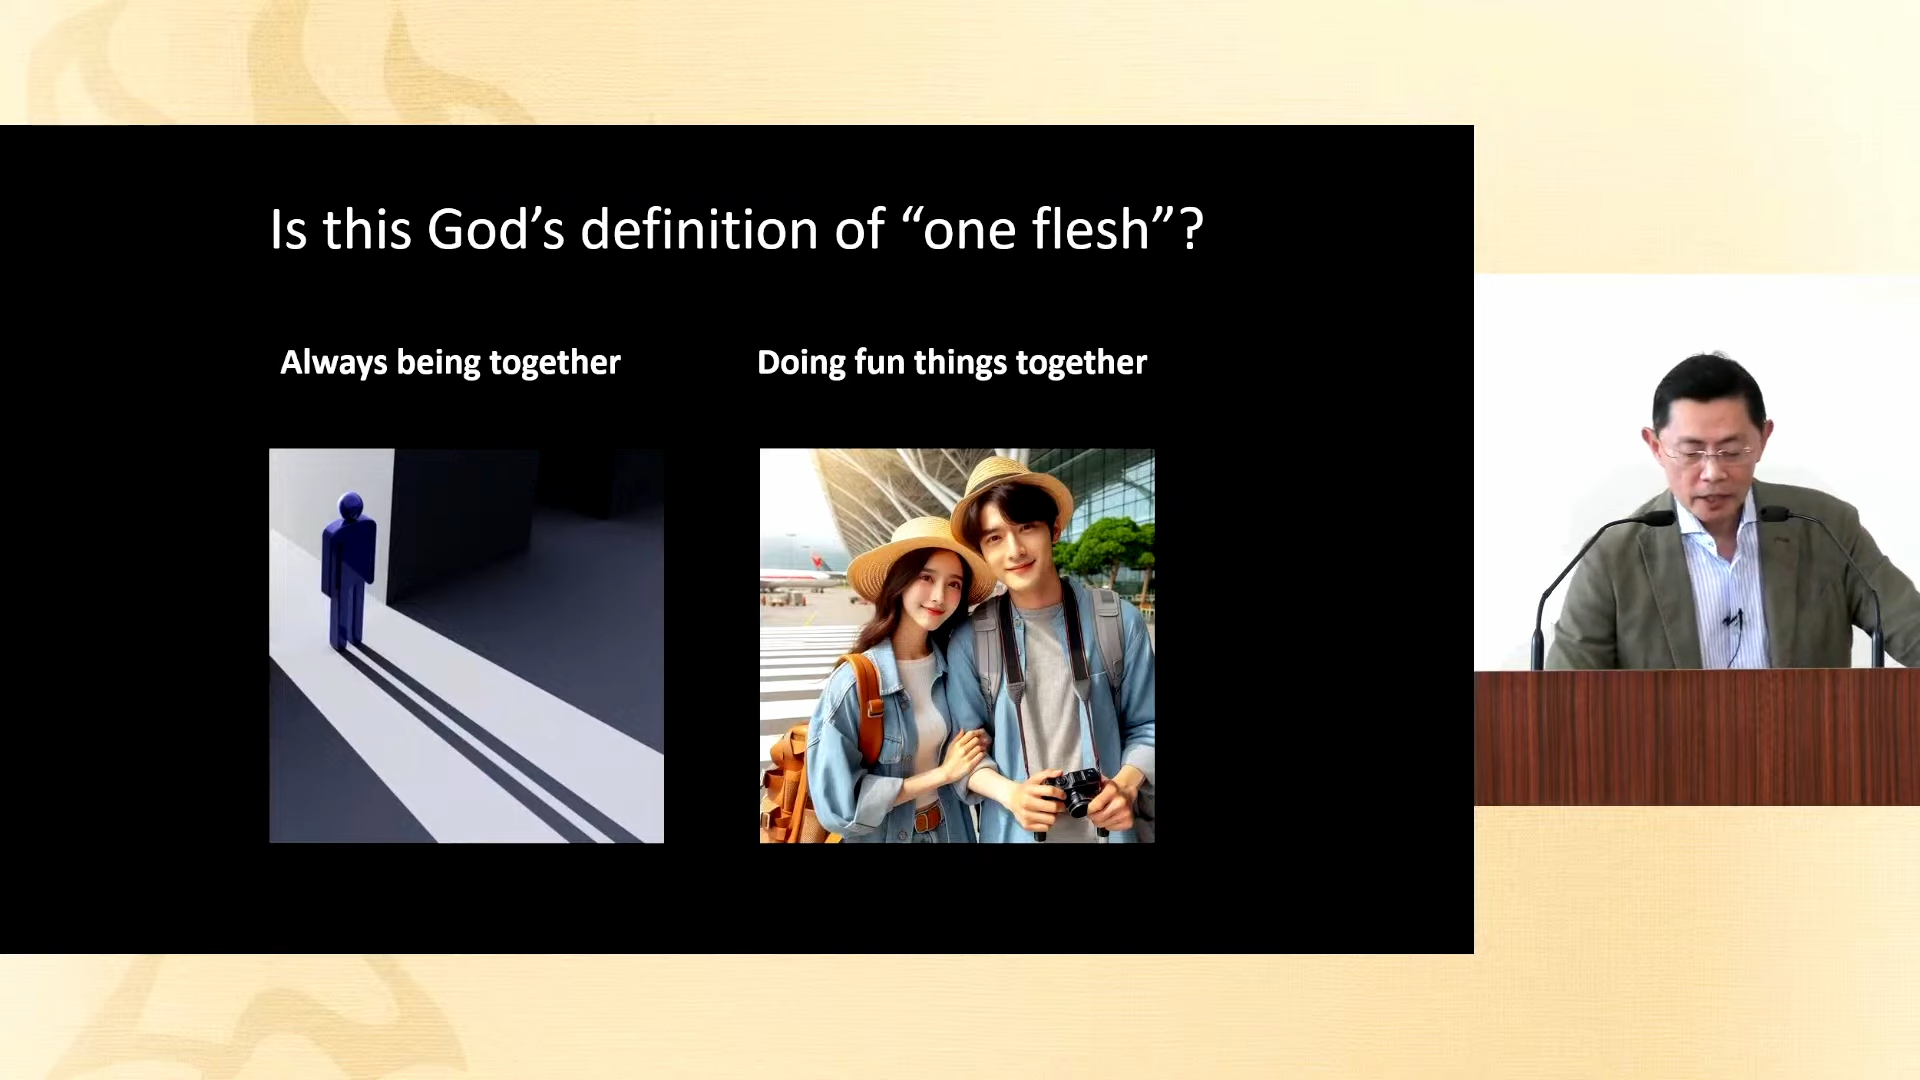 Is this God’s definition of “one flesh”?
Always being together
Doing fun things together